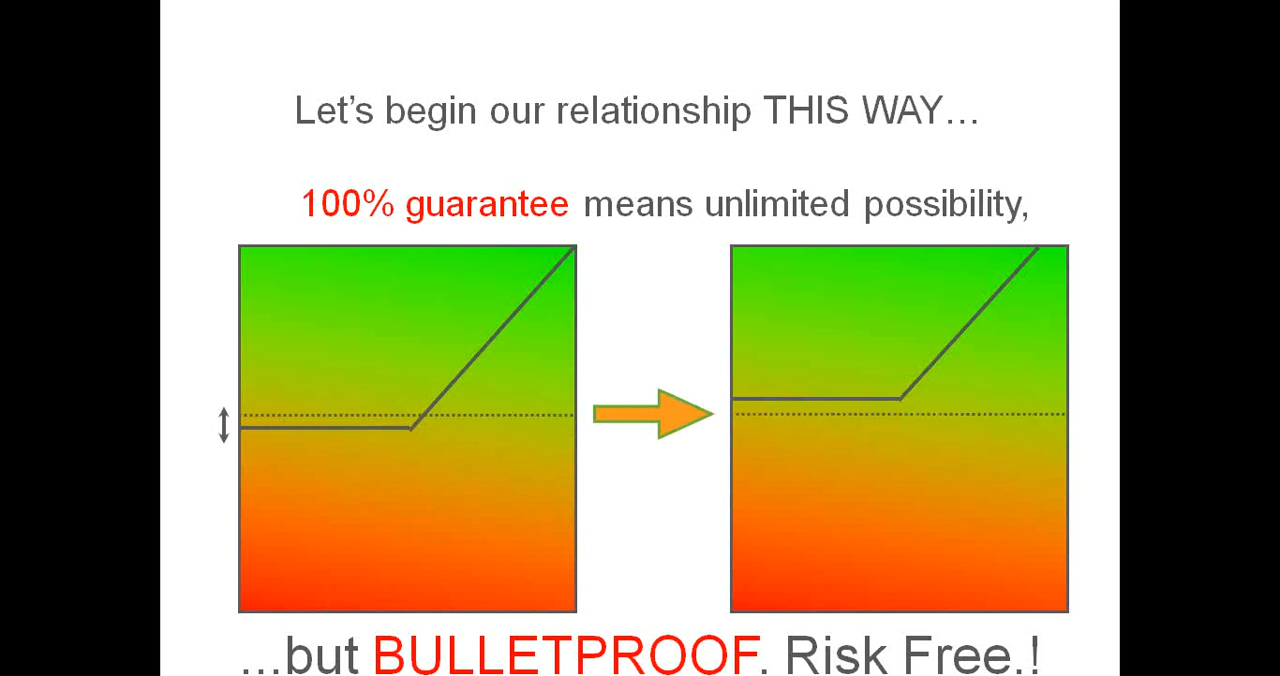 Let’s begin our relationship THIS WAY…
100% guarantee means unlimited possibility,
…but BULLETPROOF. Risk Free.!